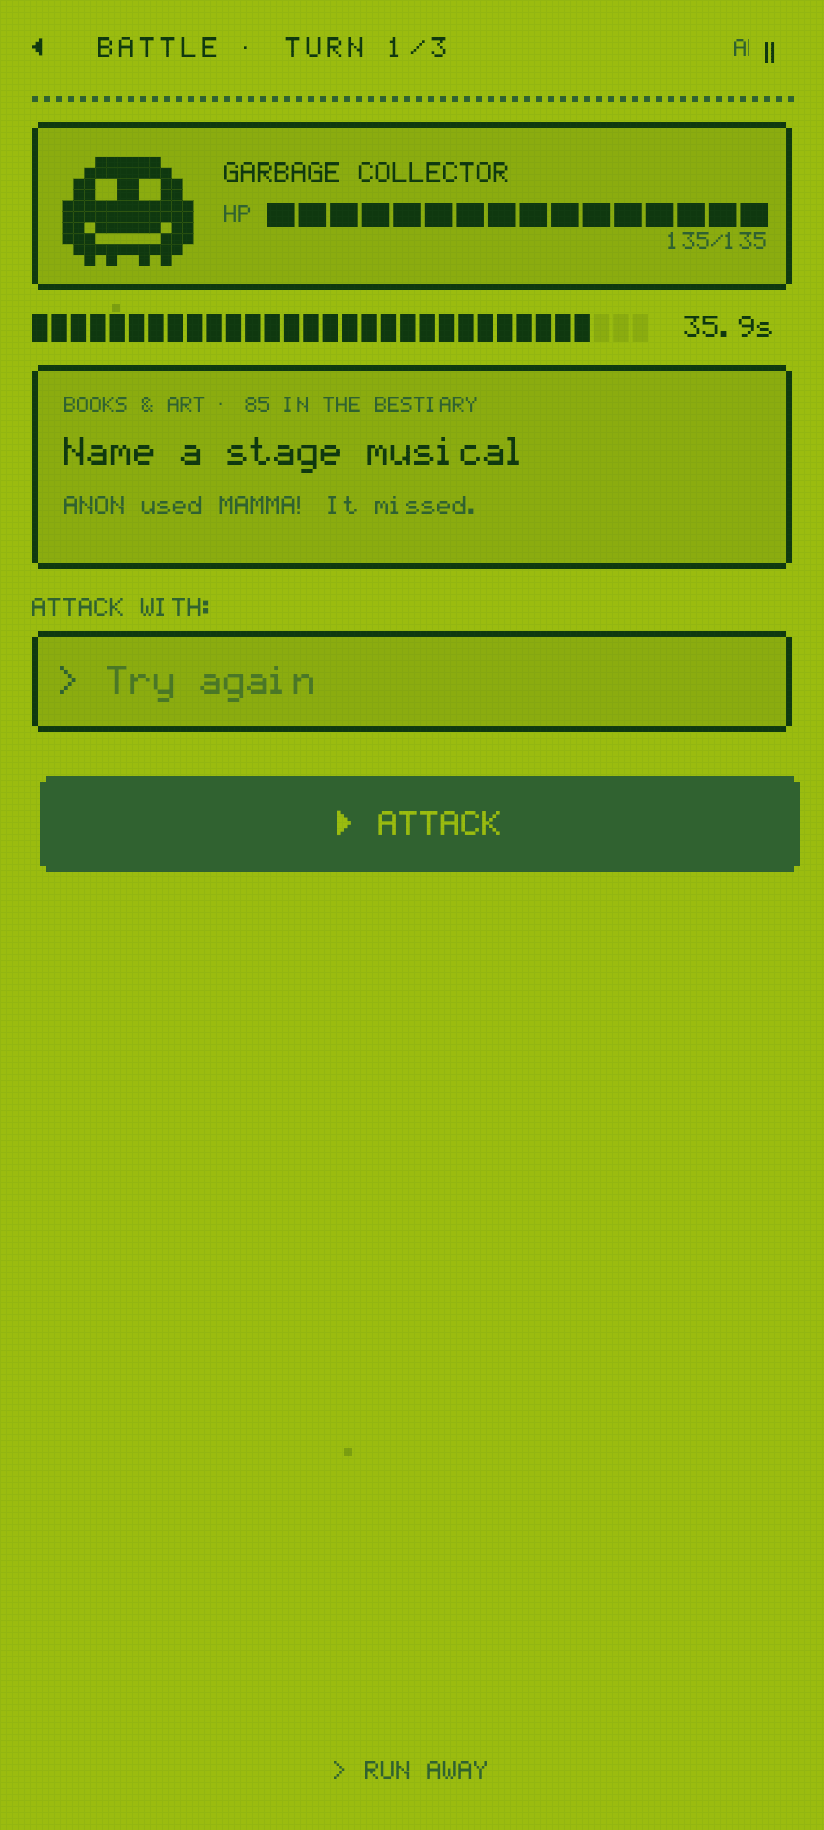 BATTLE · TURN 1/3
GARBAGE COLLECTOR
HP
135/135
35.9s
BOOKS & ART · 85 IN THE BESTIARY
Name a stage musical
ANON used MAMMA! It missed.
ATTACK WITH:
> Try again
ATTACK
> RUN AWAY